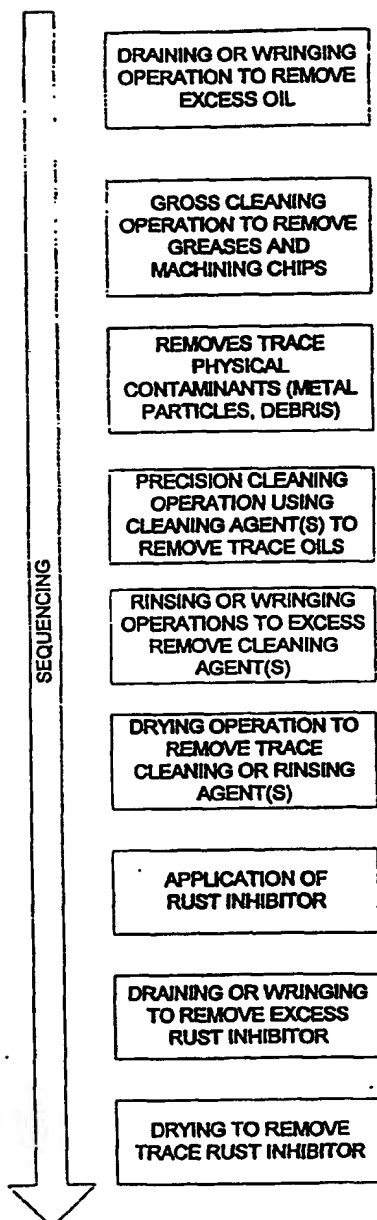 SEQUENCING
DRAINING OR WRINGING
OPERATION TO REMOVE
EXCESS OIL
GROSS CLEANING
OPERATION TO REMOVE
GREASES AND
MACHINING CHIPS
REMOVES TRACE
PHYSICAL
CONTAMINANTS (METAL
PARTICLES, DEBRIS)
PRECISION CLEANING
OPERATION USING
CLEANING AGENT(S) TO
REMOVE TRACE OILS
RINSING OR WRINGING
OPERATIONS TO EXCESS
REMOVE CLEANING
AGENT(S)
DRYING OPERATION TO
REMOVE TRACE
CLEANING OR RINSING
AGENT(S)
APPLICATION OF
RUST INHIBITOR
DRAINING OR WRINGING
TO REMOVE EXCESS
RUST INHIBITOR
DRYING TO REMOVE
TRACE RUST INHIBITOR